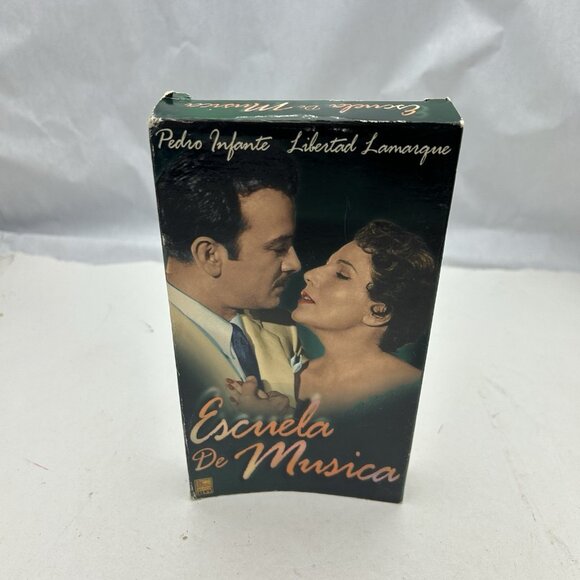 Escuela De Musica
Pedro Infante Libertad Lamarque
Escuela
De Musica